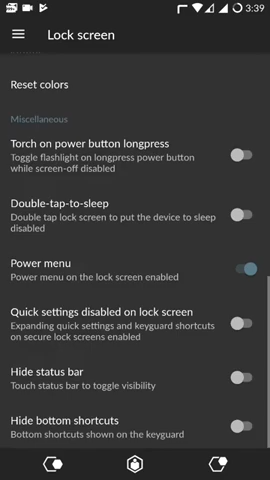 3:39
Lock screen
Reset colors
Miscellaneous
Torch on power button longpress
Toggle flashlight on longpress power button
while screen-off disabled
Double-tap-to-sleep
Double tap lock screen to put the device to sleep
disabled
Power menu
Power menu on the lock screen enabled
Quick settings disabled on lock screen
Expanding quick settings and keyguard shortcuts
on secure lock screens enabled
Hide status bar
Touch status bar to toggle visibility
Hide bottom shortcuts
Bottom shortcuts shown on the keyguard